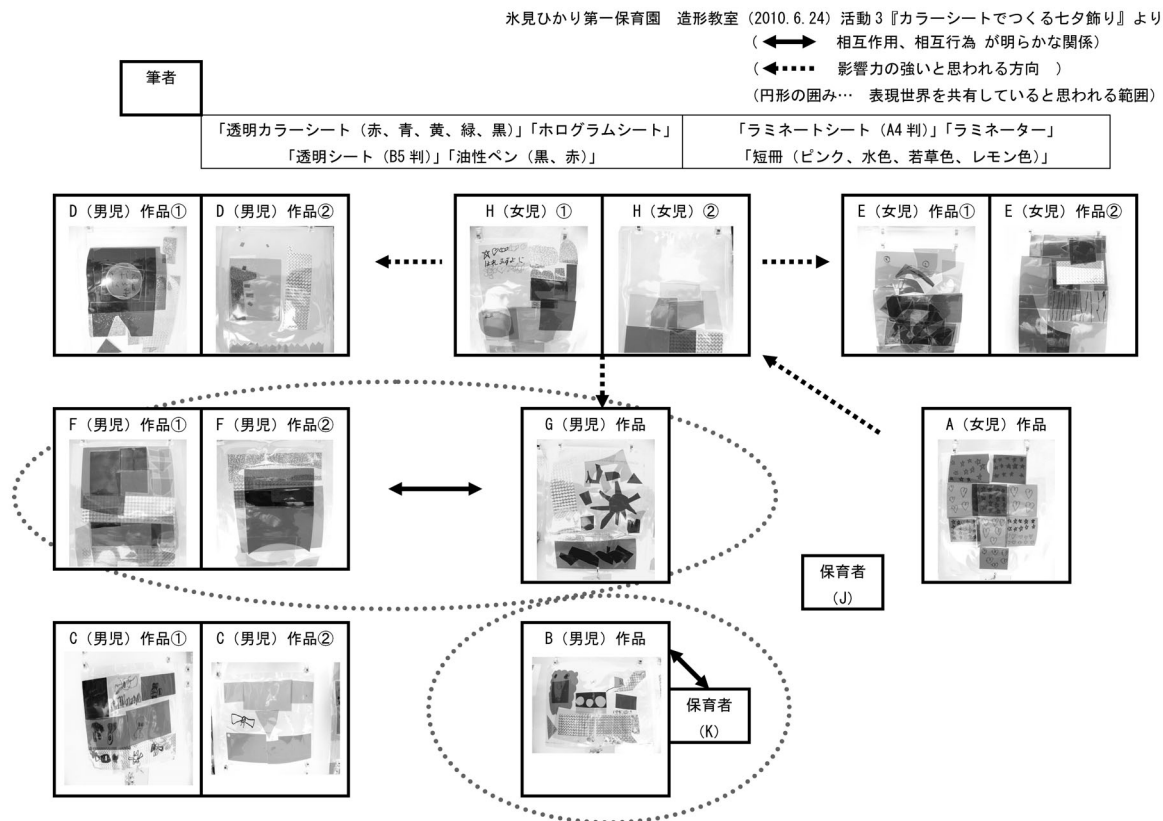 氷見ひかり第一保育園　造形教室（2010.6.24）活動3『カラーシートでつくる七夕飾り』より
（　相互作用、相互行為 が明らかな関係）
（　影響力の強いと思われる方向　）
（円形の囲み…　表現世界を共有していると思われる範囲）
筆者
「透明カラーシート（赤、青、黄、緑、黒）」「ホログラムシート」
「透明シート（B5判）」「油性ペン（黒、赤）」
「ラミネートシート（A4判）」「ラミネーター」
「短冊（ピンク、水色、若草色、レモン色）」
D（男児）作品①
D（男児）作品②
H（女児）①
H（女児）②
E（女児）作品①
E（女児）作品②
F（男児）作品①
F（男児）作品②
G（男児）作品
A（女児）作品
保育者
（J）
C（男児）作品①
C（男児）作品②
B（男児）作品
保育者
（K）